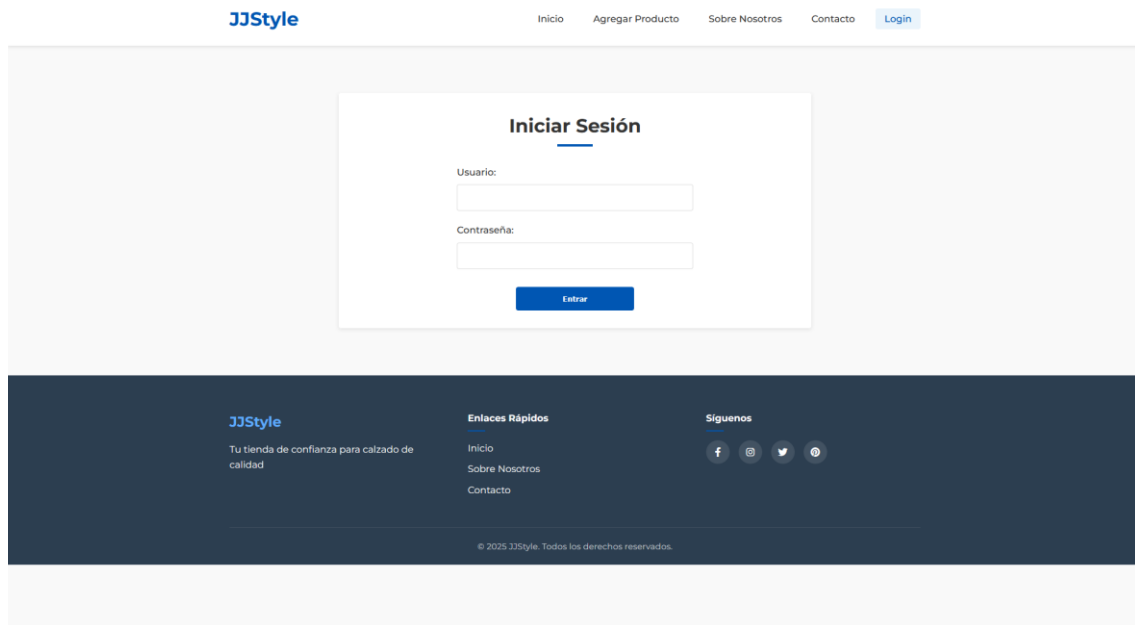 JJStyle
Inicio Agregar Producto Sobre Nosotros Contacto Login
Iniciar Sesión
Usuario:
Contraseña:
Entrar
JJStyle
Tu tienda de confianza para calzado de
calidad
Enlaces Rápidos
Inicio
Sobre Nosotros
Contacto
Síguenos
© 2025 JJStyle. Todos los derechos reservados.